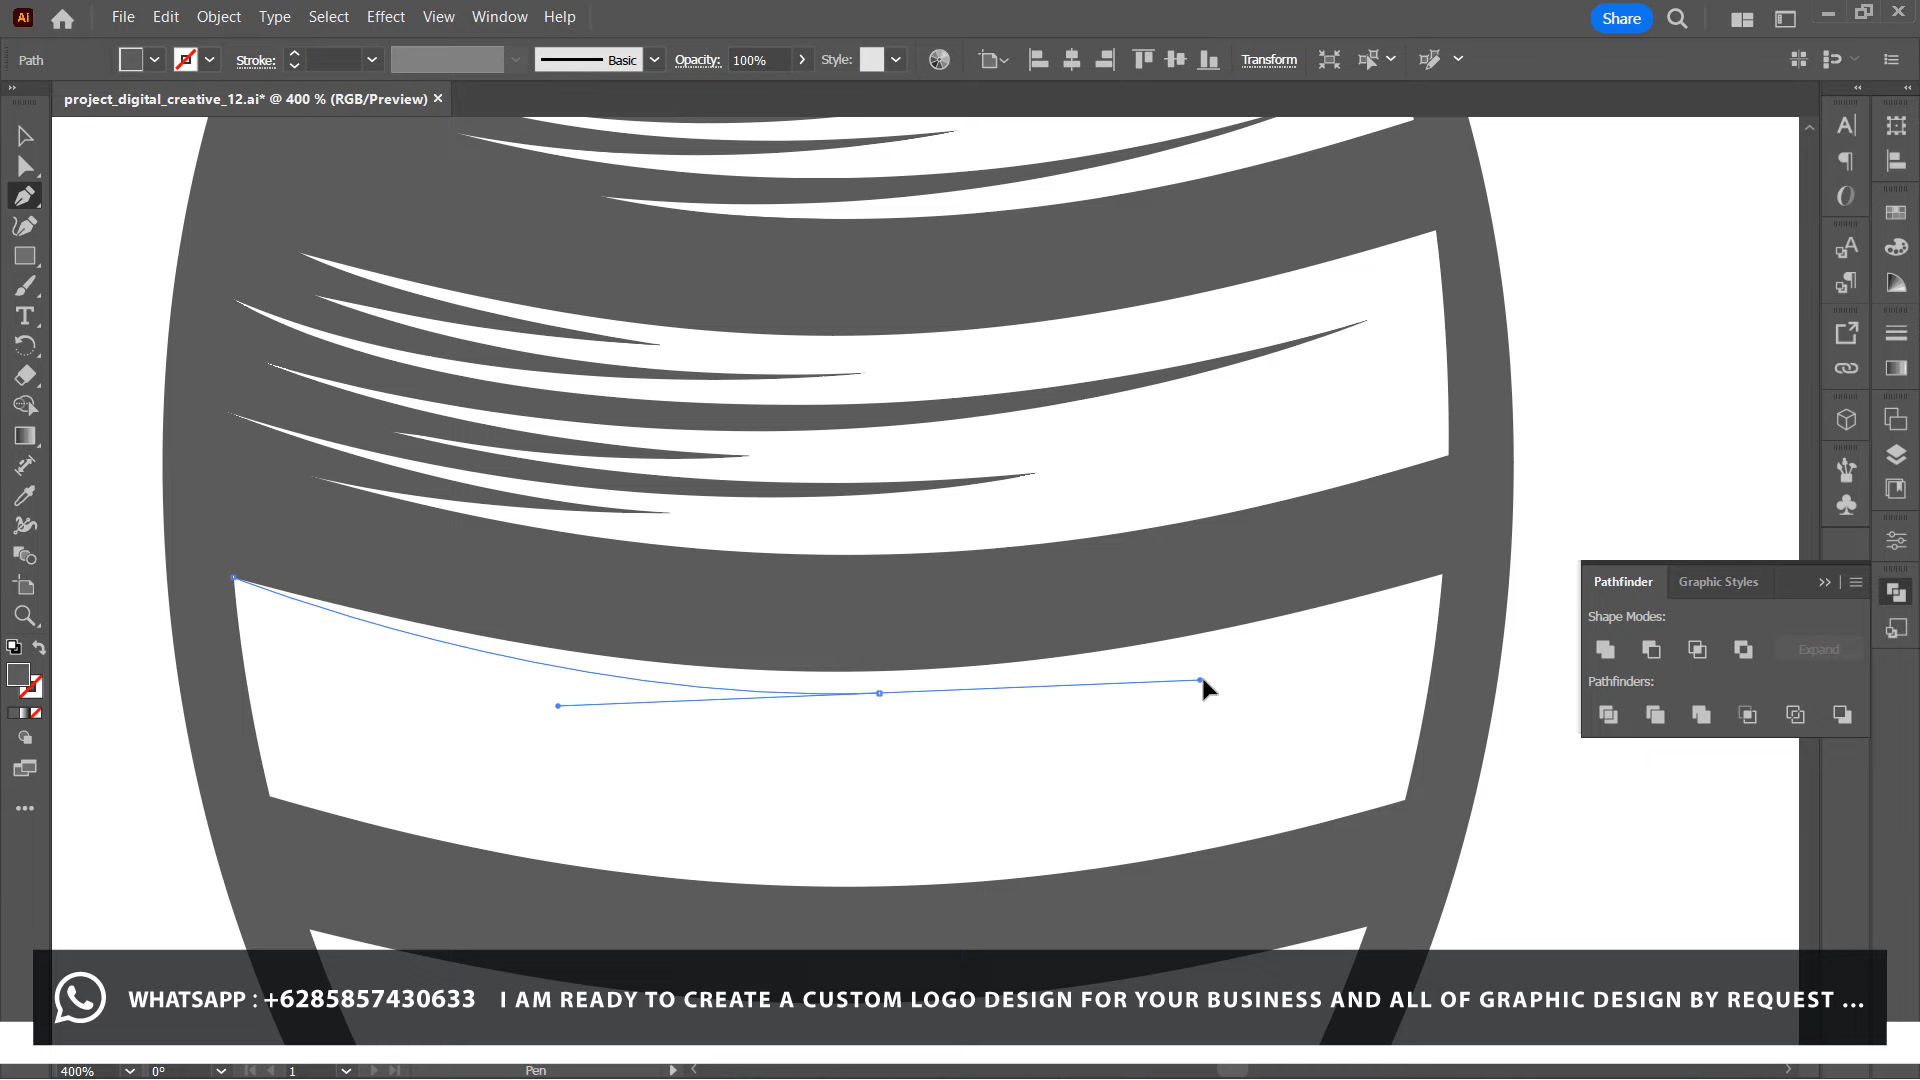 Ai File Edit Object Type Select Effect View Window Help Share
Path Stroke: Basic Opacity: 100% Style: Transform
project_digital_creative_12.ai* @ 400 % (RGB/Preview) ×
Pathfinder Graphic Styles
Shape Modes:
Expand
Pathfinders:
WHATSAPP : +6285857430633 I AM READY TO CREATE A CUSTOM LOGO DESIGN FOR YOUR BUSINESS AND ALL OF GRAPHIC DESIGN BY REQUEST ...
400% 0° 1 Pen